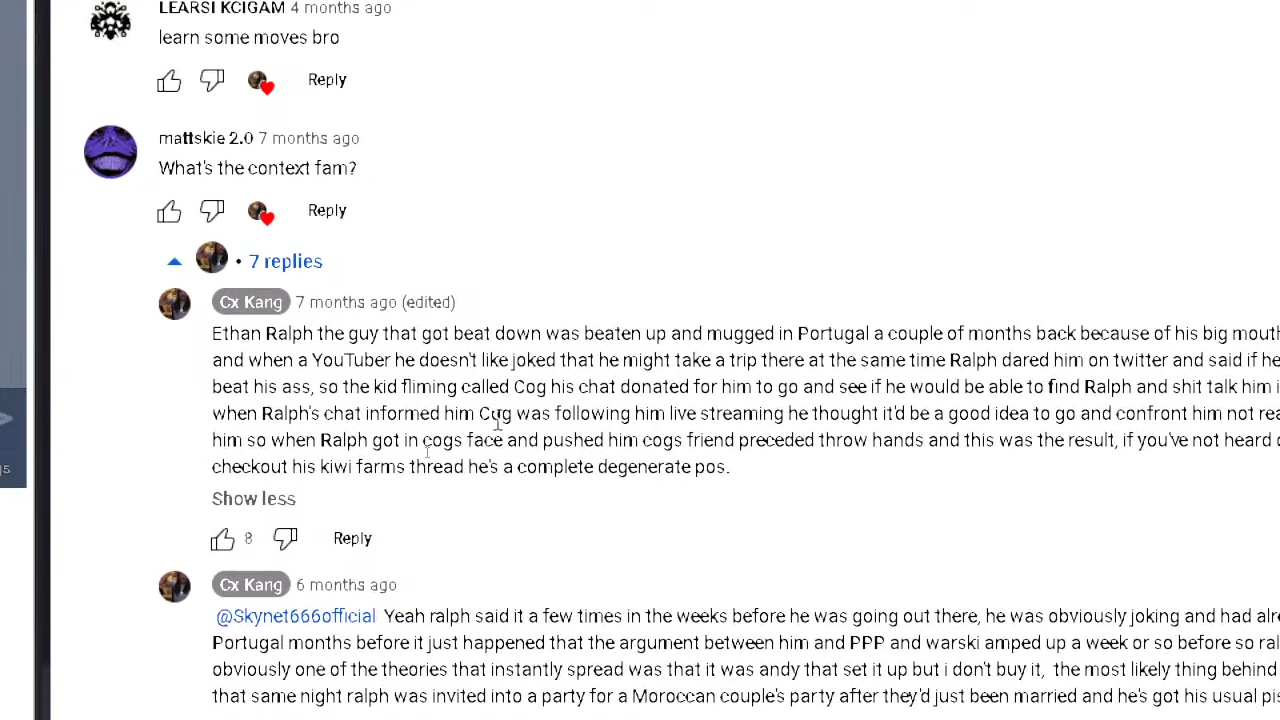 LEARSI KCIGAM 4 months ago
learn some moves bro
Reply
mattskie 2.0 7 months ago
What's the context fam?
Reply
• 7 replies
Cx Kang 7 months ago (edited)
Ethan Ralph the guy that got beat down was beaten up and mugged in Portugal a couple of months back because of his big mouth
and when a YouTuber he doesn't like joked that he might take a trip there at the same time Ralph dared him on twitter and said if he
beat his ass, so the kid fliming called Cog his chat donated for him to go and see if he would be able to find Ralph and shit talk him i
when Ralph's chat informed him Cog was following him live streaming he thought it'd be a good idea to go and confront him not rea
him so when Ralph got in cogs face and pushed him cogs friend preceded throw hands and this was the result, if you've not heard o
checkout his kiwi farms thread he's a complete degenerate pos.
Show less
8 Reply
Cx Kang 6 months ago
@Skynet666official Yeah ralph said it a few times in the weeks before he was going out there, he was obviously joking and had alre
Portugal months before it just happened that the argument between him and PPP and warski amped up a week or so before so ral
obviously one of the theories that instantly spread was that it was andy that set it up but i don't buy it, the most likely thing behind
that same night ralph was invited into a party for a Moroccan couple's party after they'd just been married and he's got his usual pis
gs